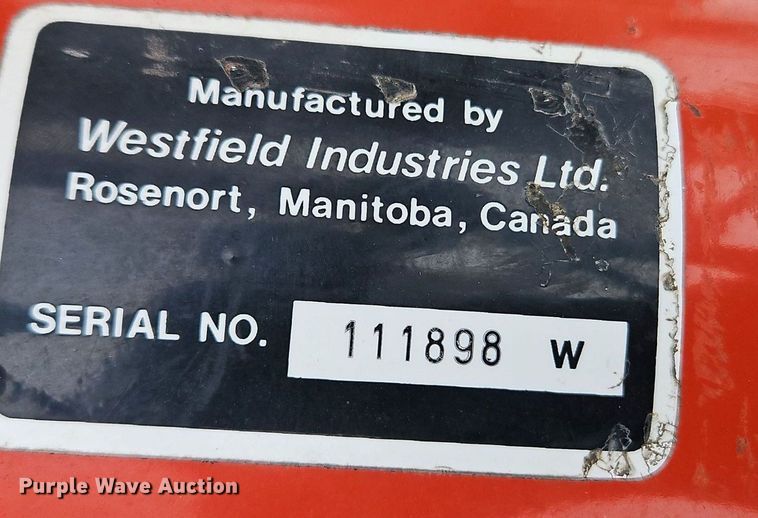 Manufactured by
Westfield Industries Ltd.
Rosenort, Manitoba, Canada
SERIAL NO. 111898 W
Purple Wave Auction